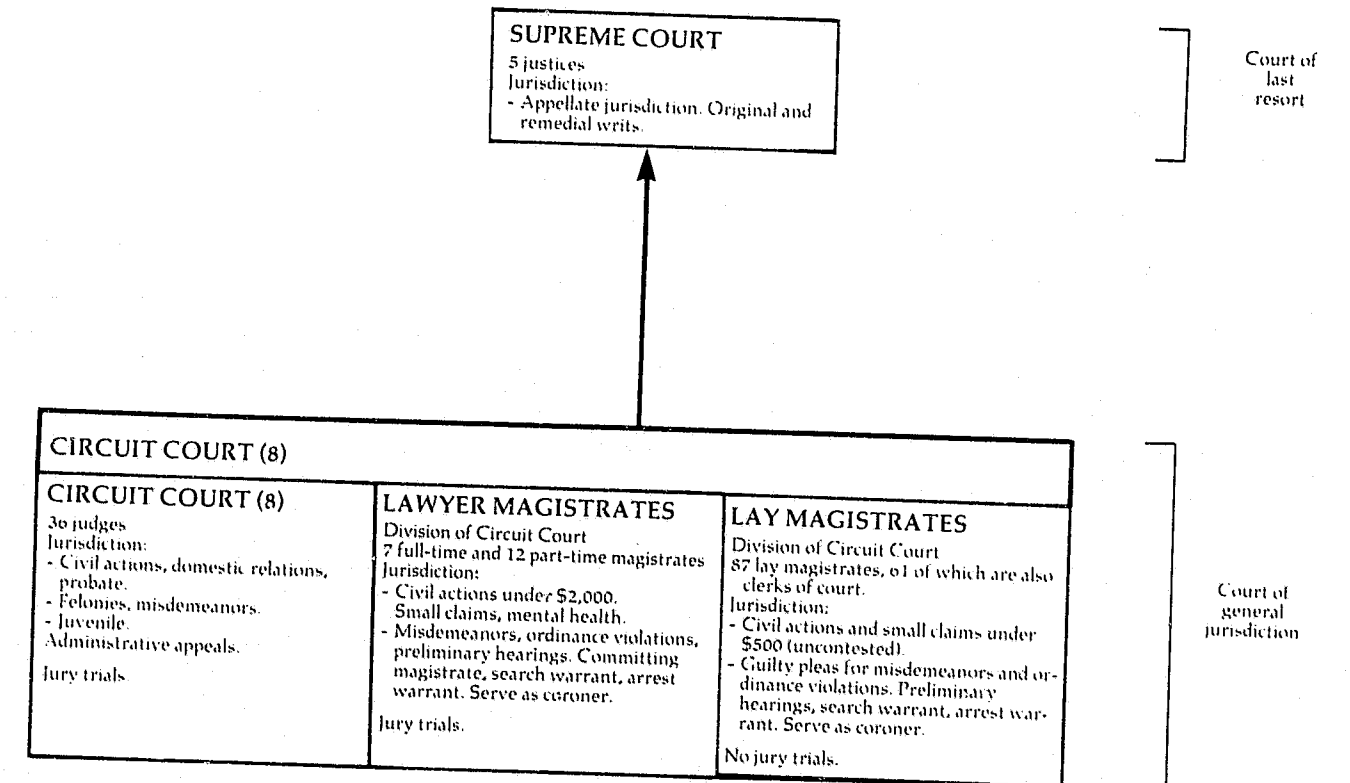 SUPREME COURT
5 justices
Jurisdiction:
- Appellate jurisdiction. Original and
remedial writs.
Court of
last
resort
CIRCUIT COURT (8)
CIRCUIT COURT (8)
36 judges
Jurisdiction:
- Civil actions, domestic relations,
probate.
- Felonies, misdemeanors.
- Juvenile.
Administrative appeals.
Jury trials.
LAWYER MAGISTRATES
Division of Circuit Court
7 full-time and 12 part-time magistrates
Jurisdiction:
- Civil actions under $2,000.
Small claims, mental health.
- Misdemeanors, ordinance violations,
preliminary hearings. Committing
magistrate, search warrant, arrest
warrant. Serve as coroner.
Jury trials.
LAY MAGISTRATES
Division of Circuit Court
87 lay magistrates, 61 of which are also
clerks of court.
Jurisdiction:
- Civil actions and small claims under
$500 (uncontested).
- Guilty pleas for misdemeanors and or-
dinance violations. Preliminary
hearings, search warrant, arrest war-
rant. Serve as coroner.
No jury trials.
Court of
general
jurisdiction